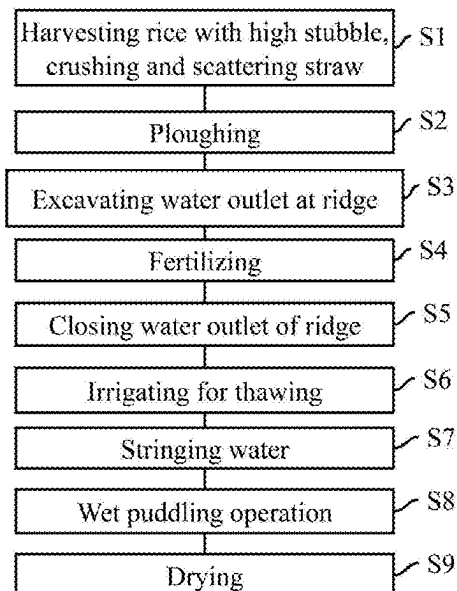 Harvesting rice with high stubble,
crushing and scattering straw
S1
Ploughing
S2
Excavating water outlet at ridge
S3
Fertilizing
S4
Closing water outlet of ridge
S5
Irrigating for thawing
S6
Stringing water
S7
Wet puddling operation
S8
Drying
S9